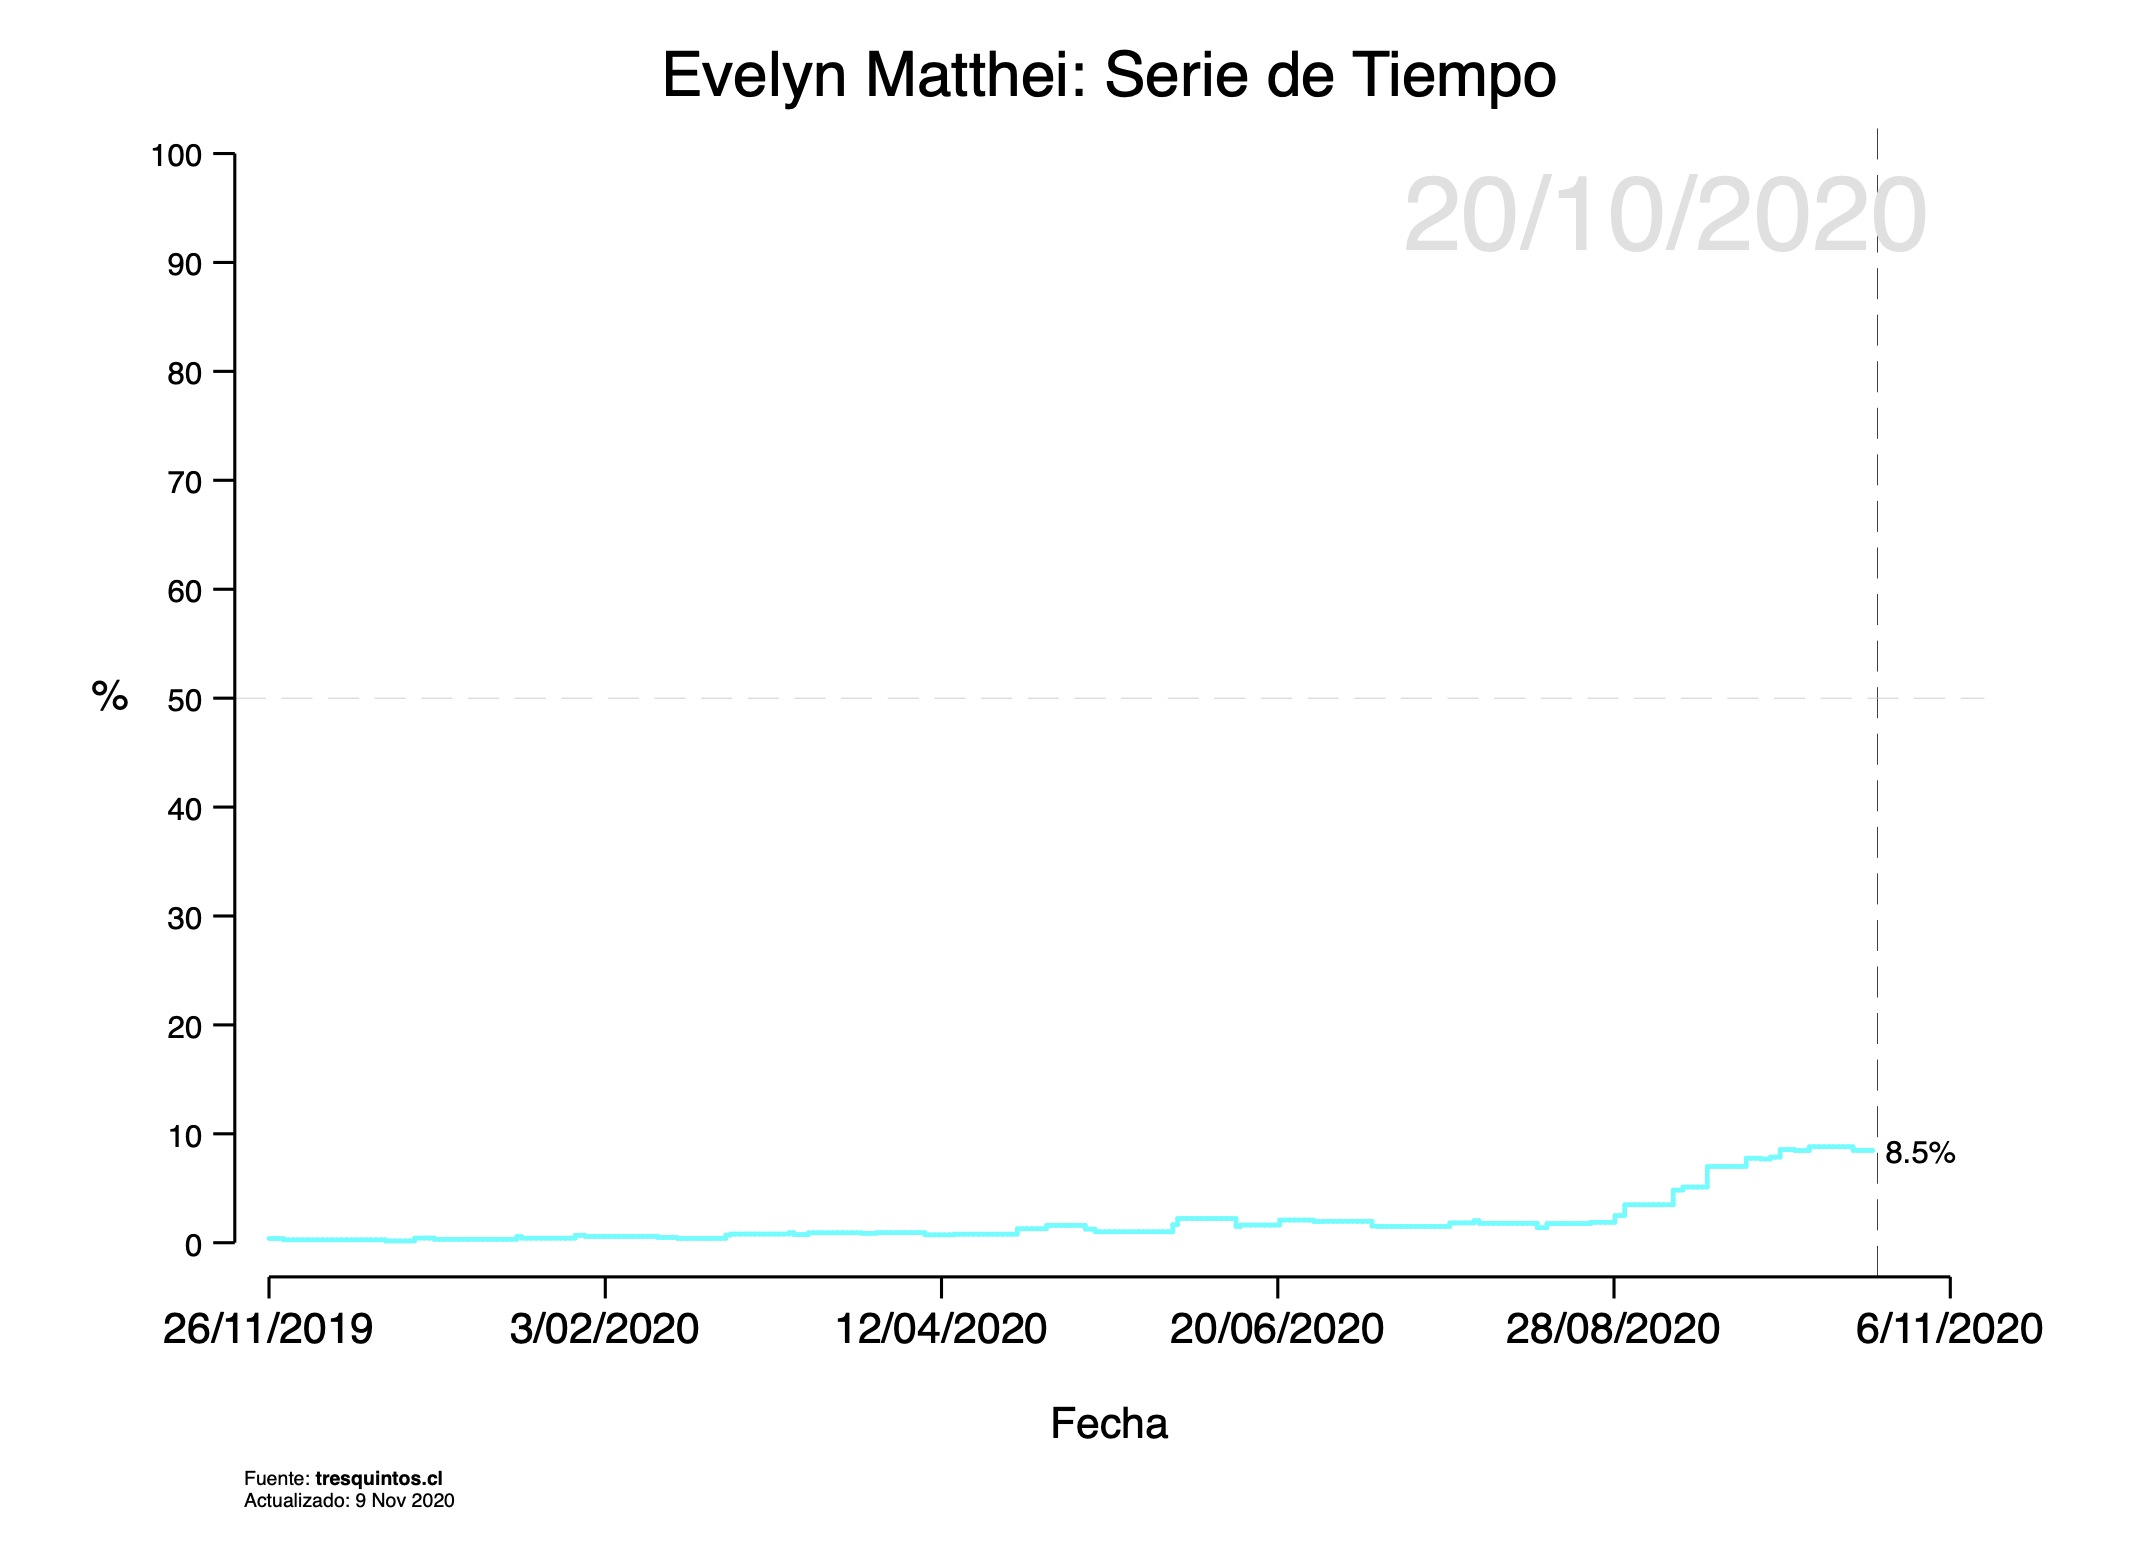 Evelyn Matthei: Serie de Tiempo
20/10/2020
100
90
80
70
60
%
50
40
30
20
10
8.5%
0
26/11/2019 3/02/2020 12/04/2020 20/06/2020 28/08/2020 6/11/2020
Fecha
Fuente: tresquintos.cl
Actualizado: 9 Nov 2020